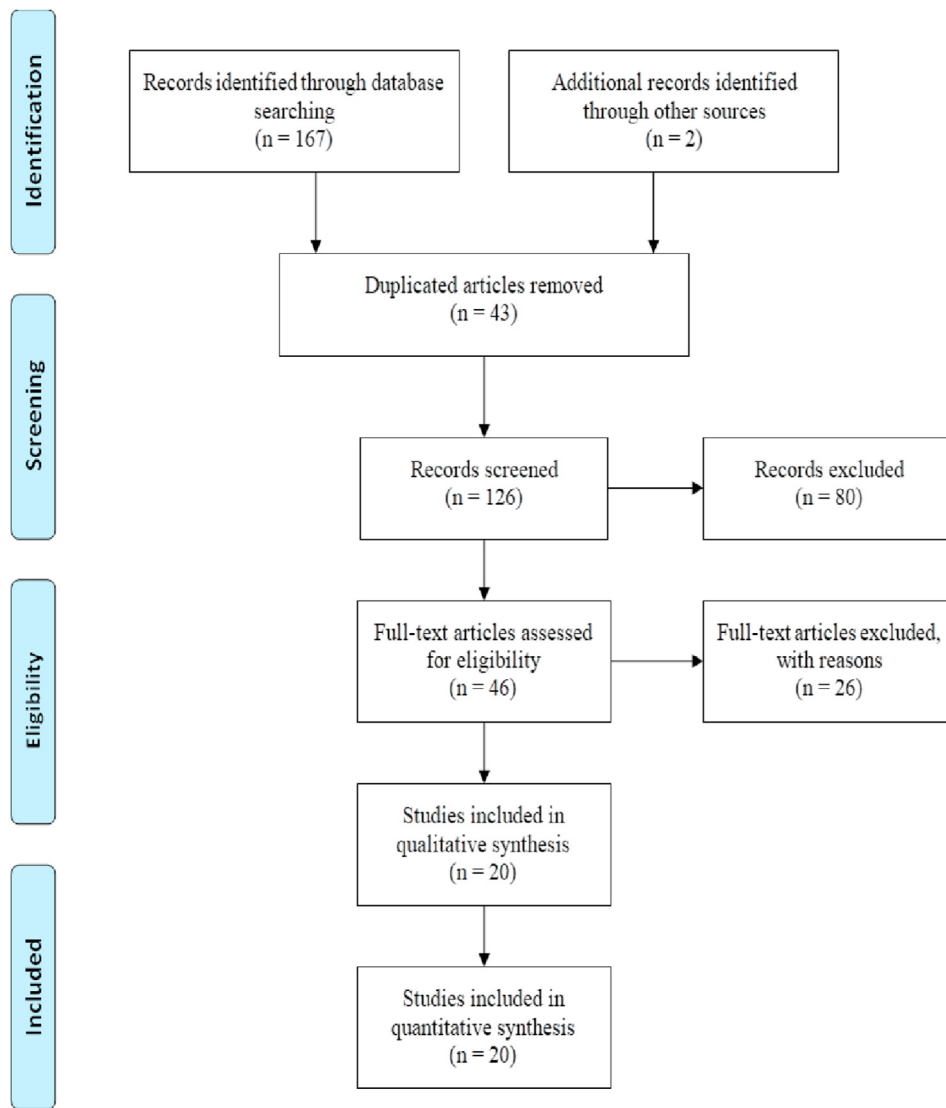 Identification
Records identified through database
searching
(n = 167)
Additional records identified
through other sources
(n = 2)
Duplicated articles removed
(n = 43)
Screening
Records screened
(n = 126)
Records excluded
(n = 80)
Eligibility
Full-text articles assessed
for eligibility
(n = 46)
Full-text articles excluded,
with reasons
(n = 26)
Studies included in
qualitative synthesis
(n = 20)
Included
Studies included in
quantitative synthesis
(n = 20)